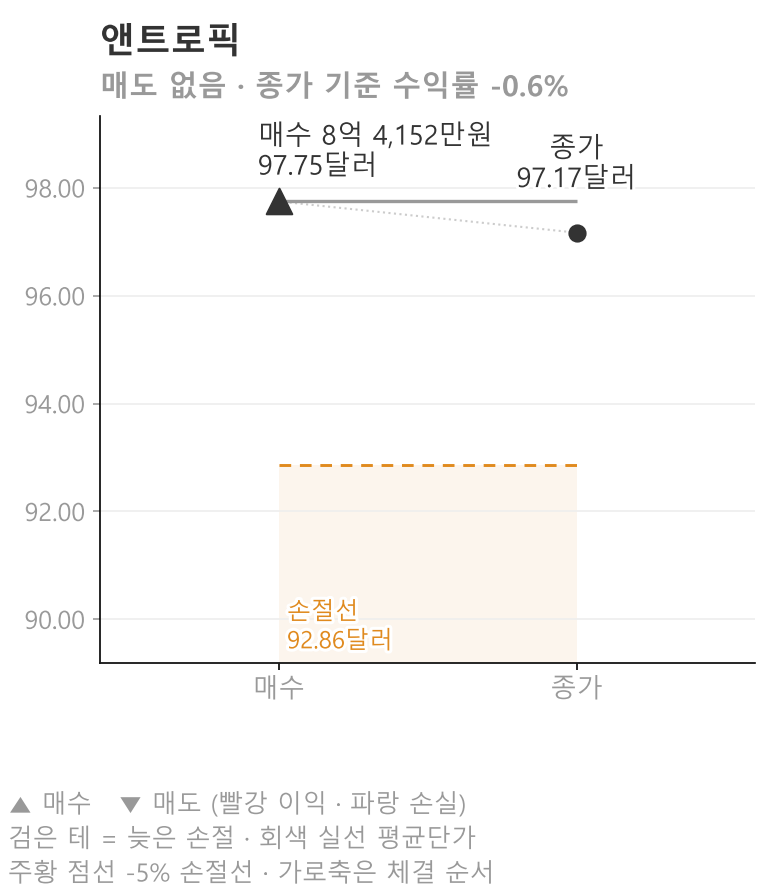 앤트로픽
매도 없음 · 종가 기준 수익률 -0.6%
매수 8억 4,152만원
97.75달러
종가
97.17달러
98.00
96.00
94.00
92.00
90.00
손절선
92.86달러
매수
종가
▲ 매수 ▼ 매도 (빨강 이익 · 파랑 손실)
검은 테 = 늦은 손절 · 회색 실선 평균단가
주황 점선 -5% 손절선 · 가로축은 체결 순서